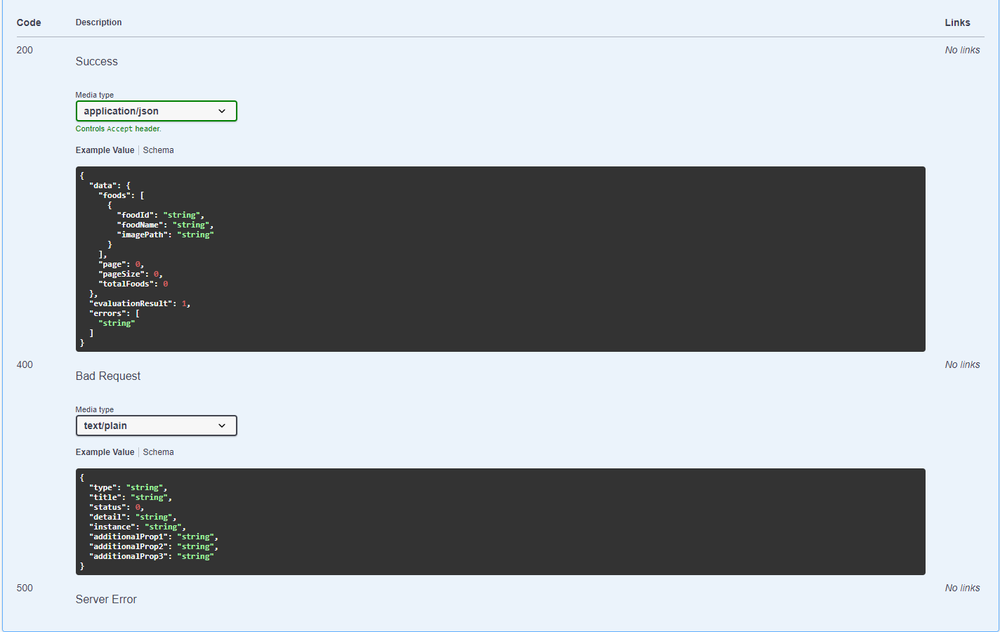 Code Description Links
200 No links
Success
Media type
application/json
Controls Accept header.
Example Value Schema
{
  "data": {
    "foods": [
      {
        "foodId": "string",
        "foodName": "string",
        "imagePath": "string"
      }
    ],
    "page": 0,
    "pageSize": 0,
    "totalFoods": 0
  },
  "evaluationResult": 1,
  "errors": [
    "string"
  ]
}
400 No links
Bad Request
Media type
text/plain
Example Value Schema
{
  "type": "string",
  "title": "string",
  "status": 0,
  "detail": "string",
  "instance": "string",
  "additionalProp1": "string",
  "additionalProp2": "string",
  "additionalProp3": "string"
}
500 No links
Server Error